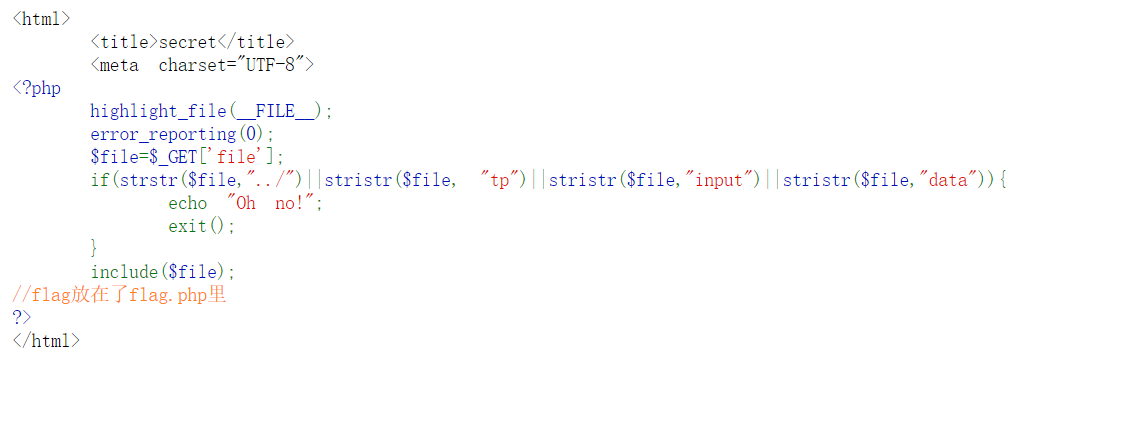 <html>
<title>secret</title>
<meta charset="UTF-8">
<?php
highlight_file(__FILE__);
error_reporting(0);
$file=$_GET['file'];
if(strstr($file,"../")||stristr($file, "tp")||stristr($file,"input")||stristr($file,"data")){
echo "Oh no!";
exit();
}
include($file);
//flag放在了flag.php里
?>
</html>